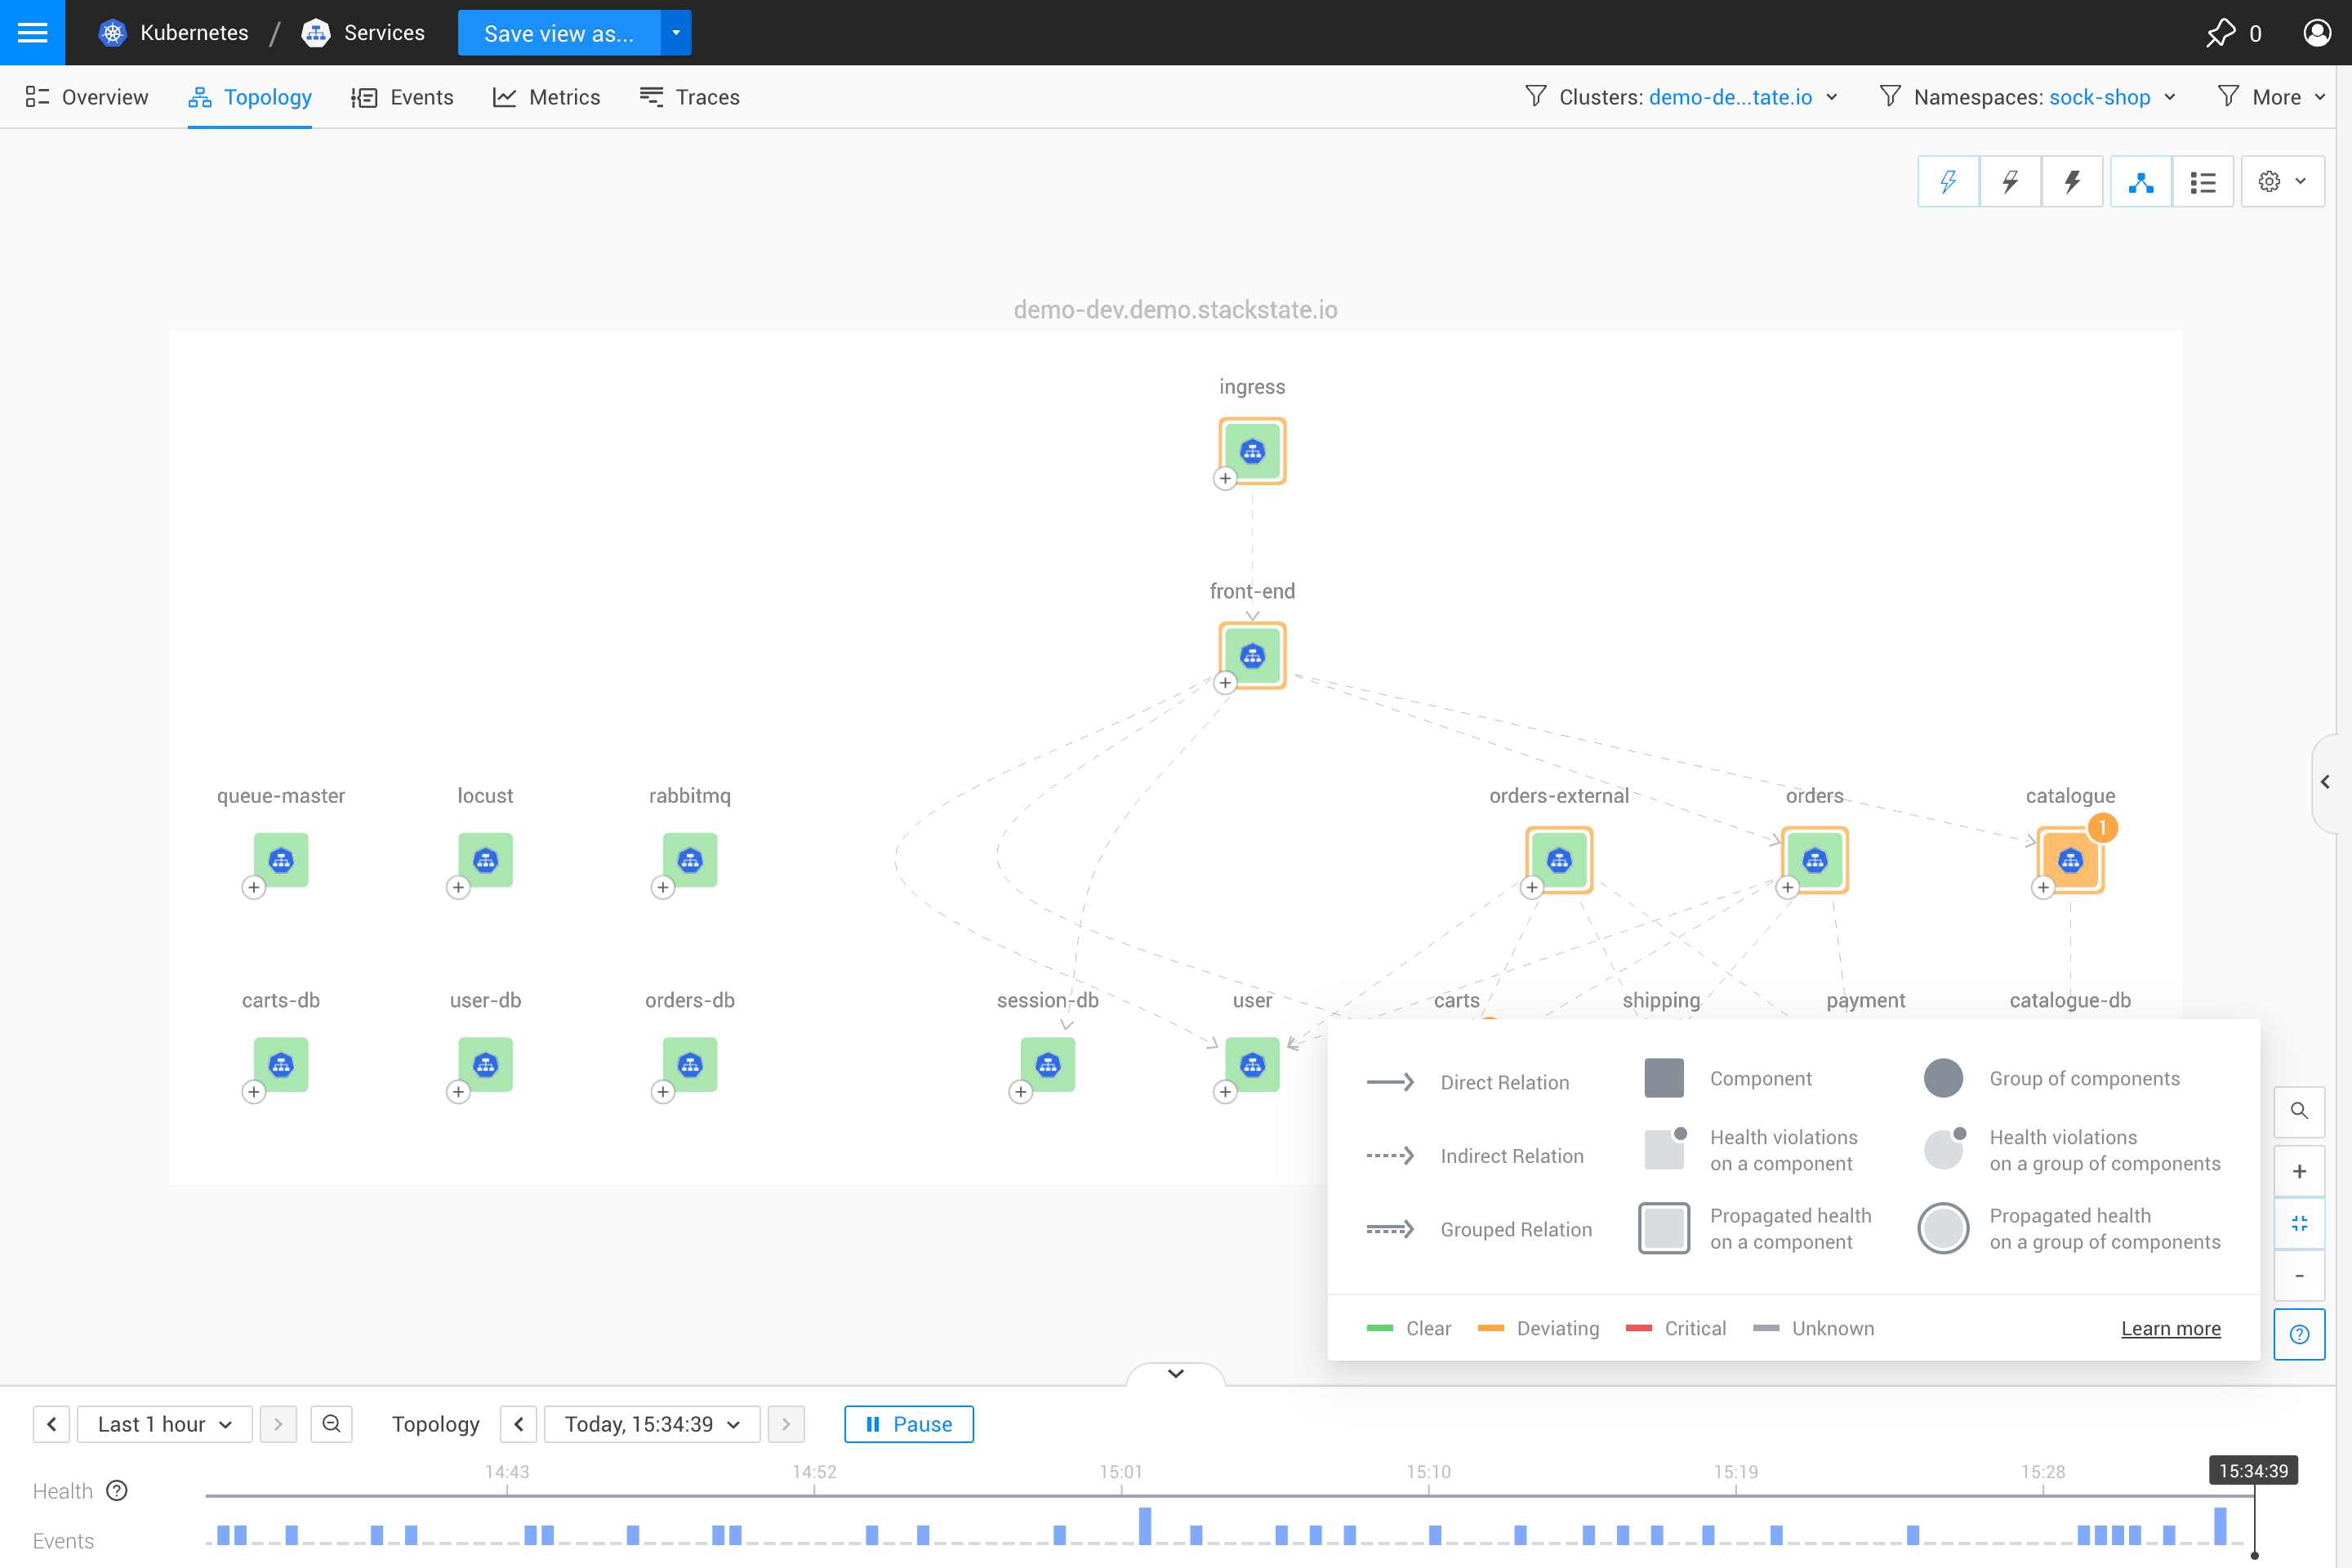 Kubernetes / Services Save view as... 0
Overview Topology Events Metrics Traces Clusters: demo-de...tate.io Namespaces: sock-shop More
demo-dev.demo.stackstate.io
ingress
front-end
queue-master locust rabbitmq orders-external orders catalogue
1
carts-db user-db orders-db session-db user carts shipping payment catalogue-db
Direct Relation Component Group of components
Health violations Health violations
Indirect Relation on a component on a group of components
Propagated health Propagated health
Grouped Relation on a component on a group of components
Clear Deviating Critical Unknown Learn more
Last 1 hour Topology Today, 15:34:39 Pause
14:43 14:52 15:01 15:10 15:19 15:28 15:34:39
Health
Events